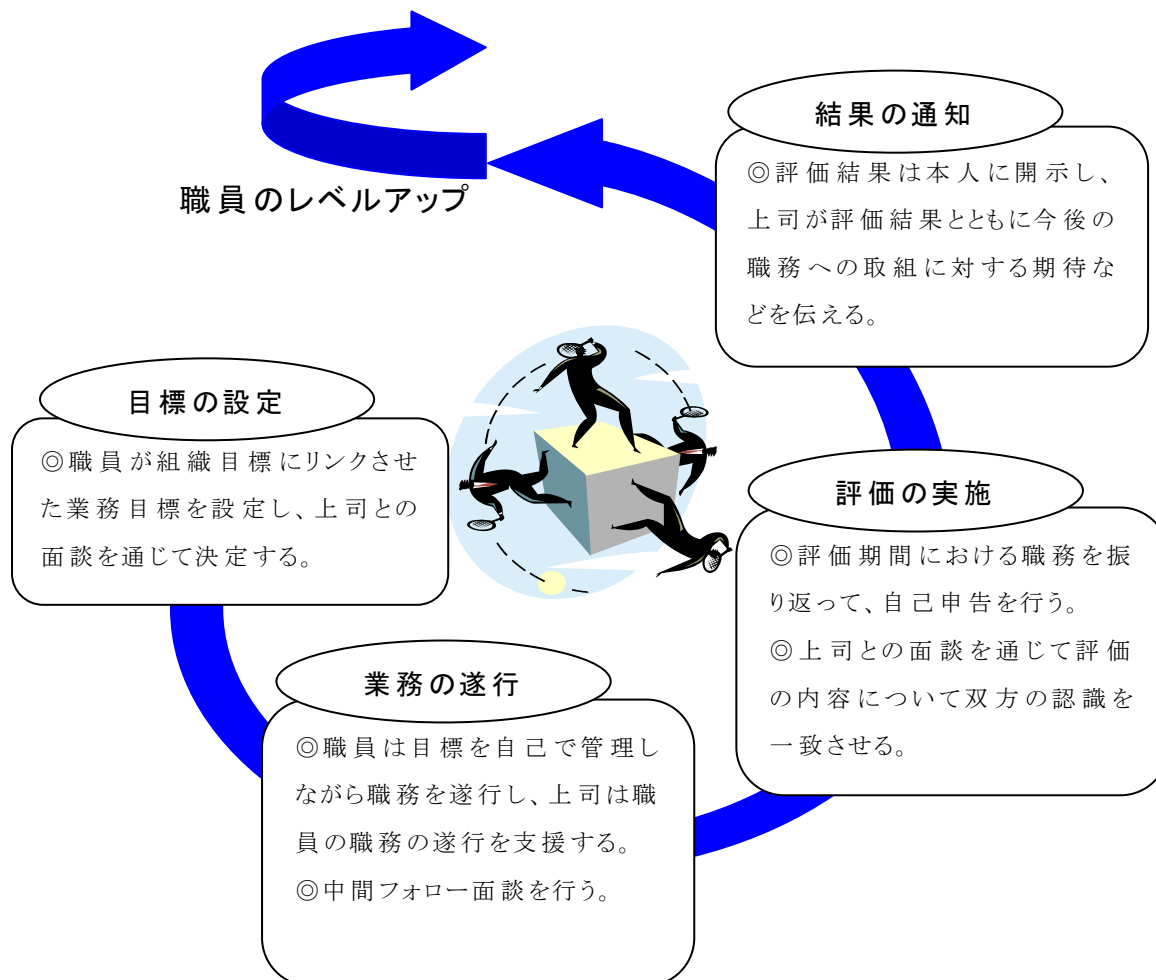 職員のレベルアップ
結果の通知
◎評価結果は本人に開示し、
上司が評価結果とともに今後の
職務への取組に対する期待な
どを伝える。
目標の設定
◎職員が組織目標にリンクさせ
た業務目標を設定し、上司との
面談を通じて決定する。
評価の実施
◎評価期間における職務を振
り返って、自己申告を行う。
◎上司との面談を通じて評価
の内容について双方の認識を
一致させる。
業務の遂行
◎職員は目標を自己で管理し
ながら職務を遂行し、上司は職
員の職務の遂行を支援する。
◎中間フォロー面談を行う。